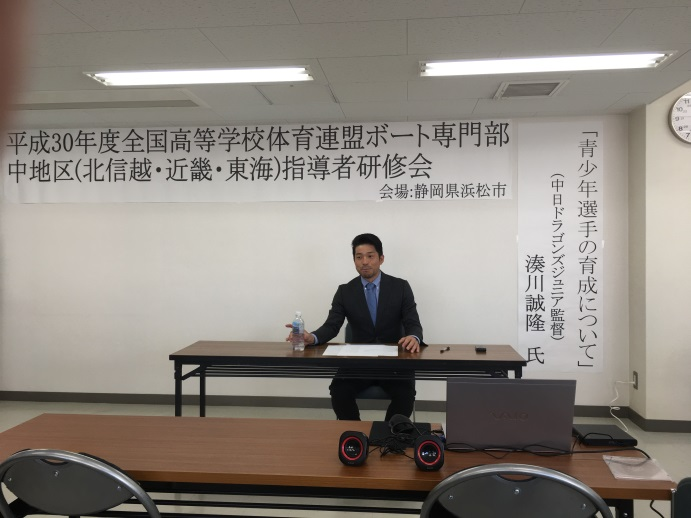 平成30年度全国高等学校体育連盟ボート専門部
中地区(北信越・近畿・東海)指導者研修会
会場:静岡県浜松市
「青少年選手の育成について」
(中日ドラゴンズジュニア監督)
湊川誠隆 氏